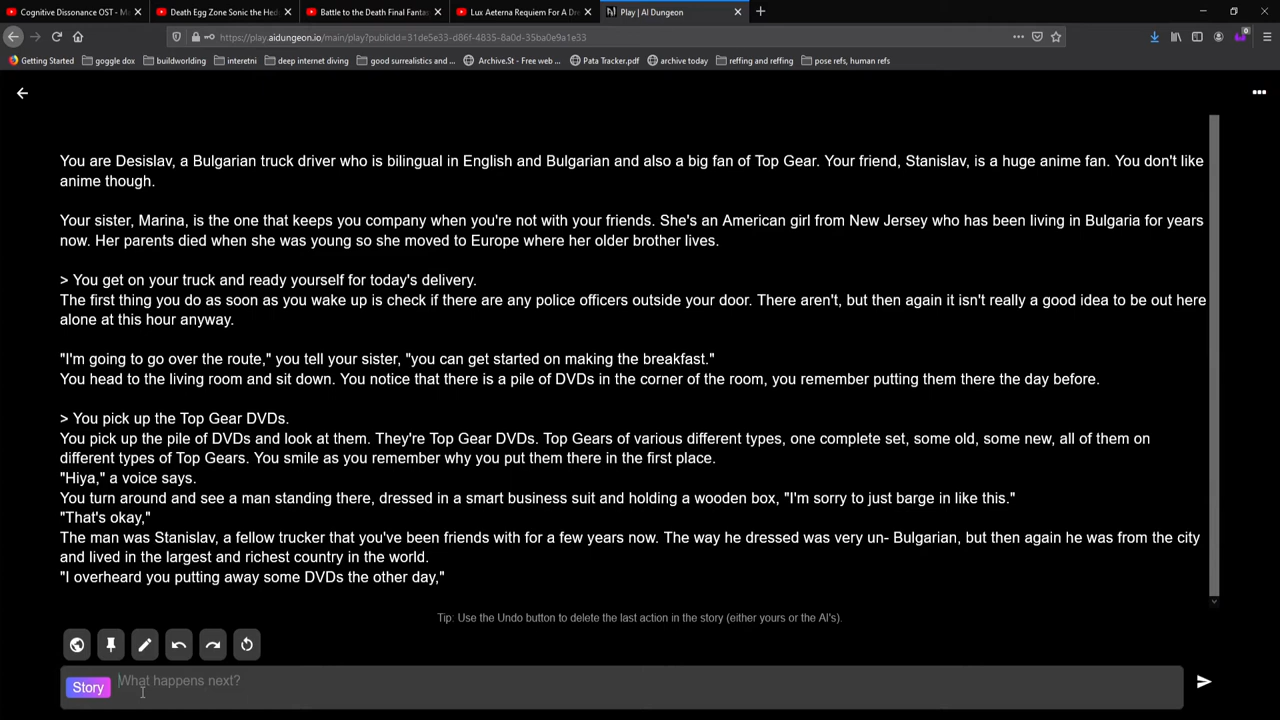 Cognitive Dissonance OST - M
Death Egg Zone Sonic the Hed
Battle to the Death Final Fantas
Lux Aeterna Requiem For A Dre
Play | AI Dungeon
https://play.aidungeon.io/main/play?publicId=31de5e33-d86f-4835-8a0d-35ba0e9a1e33
0
Getting Started
goggle dox
buildworlding
interetni
deep internet diving
good surrealistics and ...
Archive.St - Free web ...
Pata Tracker.pdf
archive today
reffing and reffing
pose refs, human refs
You are Desislav, a Bulgarian truck driver who is bilingual in English and Bulgarian and also a big fan of Top Gear. Your friend, Stanislav, is a huge anime fan. You don't like
anime though.
Your sister, Marina, is the one that keeps you company when you're not with your friends. She's an American girl from New Jersey who has been living in Bulgaria for years
now. Her parents died when she was young so she moved to Europe where her older brother lives.
> You get on your truck and ready yourself for today's delivery.
The first thing you do as soon as you wake up is check if there are any police officers outside your door. There aren't, but then again it isn't really a good idea to be out here
alone at this hour anyway.
"I'm going to go over the route," you tell your sister, "you can get started on making the breakfast."
You head to the living room and sit down. You notice that there is a pile of DVDs in the corner of the room, you remember putting them there the day before.
> You pick up the Top Gear DVDs.
You pick up the pile of DVDs and look at them. They're Top Gear DVDs. Top Gears of various different types, one complete set, some old, some new, all of them on
different types of Top Gears. You smile as you remember why you put them there in the first place.
"Hiya," a voice says.
You turn around and see a man standing there, dressed in a smart business suit and holding a wooden box, "I'm sorry to just barge in like this."
"That's okay,"
The man was Stanislav, a fellow trucker that you've been friends with for a few years now. The way he dressed was very un- Bulgarian, but then again he was from the city
and lived in the largest and richest country in the world.
"I overheard you putting away some DVDs the other day,"
Tip: Use the Undo button to delete the last action in the story (either yours or the AI's).
Story
What happens next?